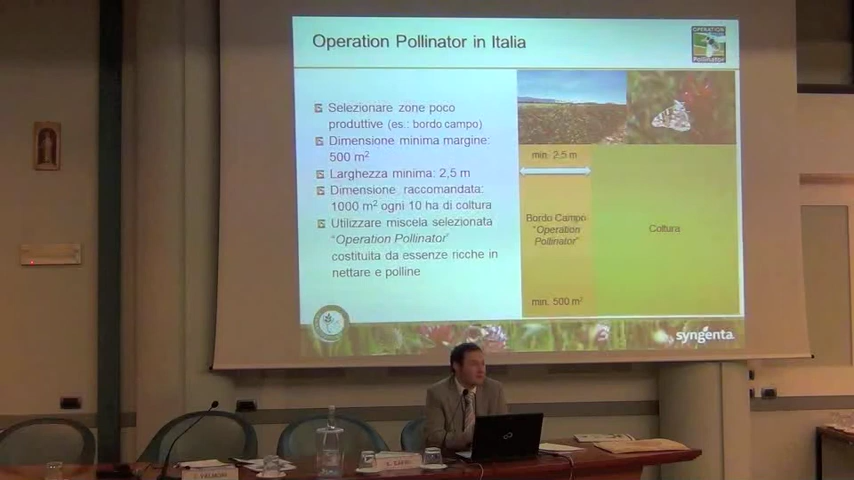 Operation Pollinator in Italia
OPERATION
Pollinator
Selezionare zone poco
produttive (es.: bordo campo)
Dimensione minima margine:
500 m²
Larghezza minima: 2,5 m
Dimensione raccomandata:
1000 m² ogni 10 ha di coltura
Utilizzare miscela selezionata
"Operation Pollinator"
costituita da essenze ricche in
nettare e polline
min. 2,5 m
Bordo Campo
"Operation
Pollinator"
Coltura
min. 500 m²
syngenta